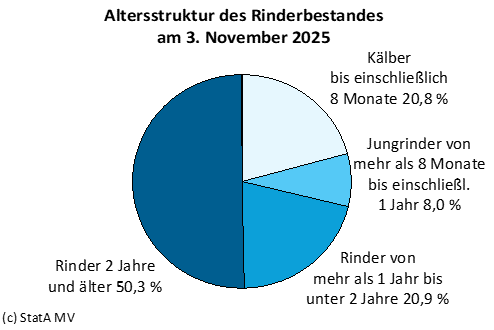 Altersstruktur des Rinderbestandes
am 3. November 2025
Kälber
bis einschließlich
8 Monate 20,8 %
Jungrinder von
mehr als 8 Monate
bis einschließl.
1 Jahr 8,0 %
Rinder von
mehr als 1 Jahr bis
unter 2 Jahre 20,9 %
Rinder 2 Jahre
und älter 50,3 %
(c) StatA MV